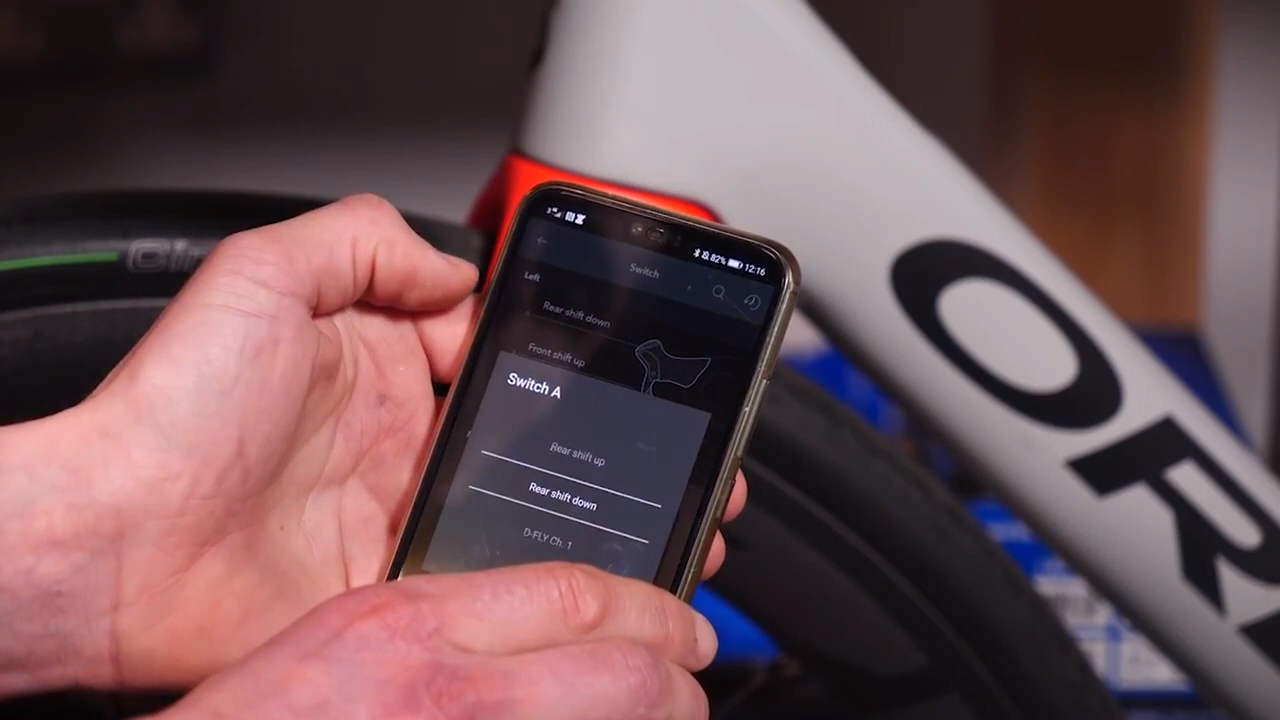 82% 12:16
Switch
Left
Rear shift down
Front shift up
Switch A
Rear shift up
Rear shift down
D-FLY Ch. 1
OR